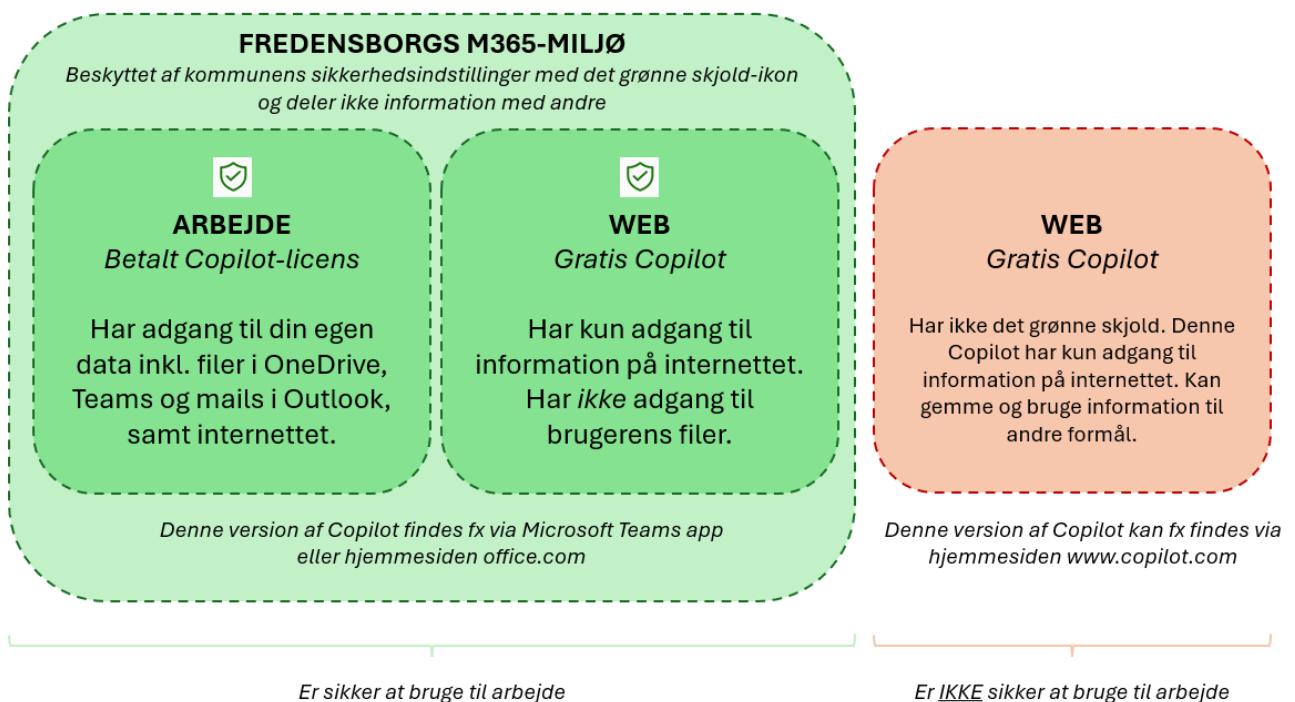 FREDENSBORGS M365-MILJØ
Beskyttet af kommunens sikkerhedsindstillinger med det grønne skjold-ikon
og deler ikke information med andre
ARBEJDE
Betalt Copilot-licens
Har adgang til din egen
data inkl. filer i OneDrive,
Teams og mails i Outlook,
samt internettet.
WEB
Gratis Copilot
Har kun adgang til
information på internettet.
Har ikke adgang til
brugerens filer.
Denne version af Copilot findes fx via Microsoft Teams app
eller hjemmesiden office.com
Er sikker at bruge til arbejde
WEB
Gratis Copilot
Har ikke det grønne skjold. Denne
Copilot har kun adgang til
information på internettet. Kan
gemme og bruge information til
andre formål.
Denne version af Copilot kan fx findes via
hjemmesiden www.copilot.com
Er IKKE sikker at bruge til arbejde